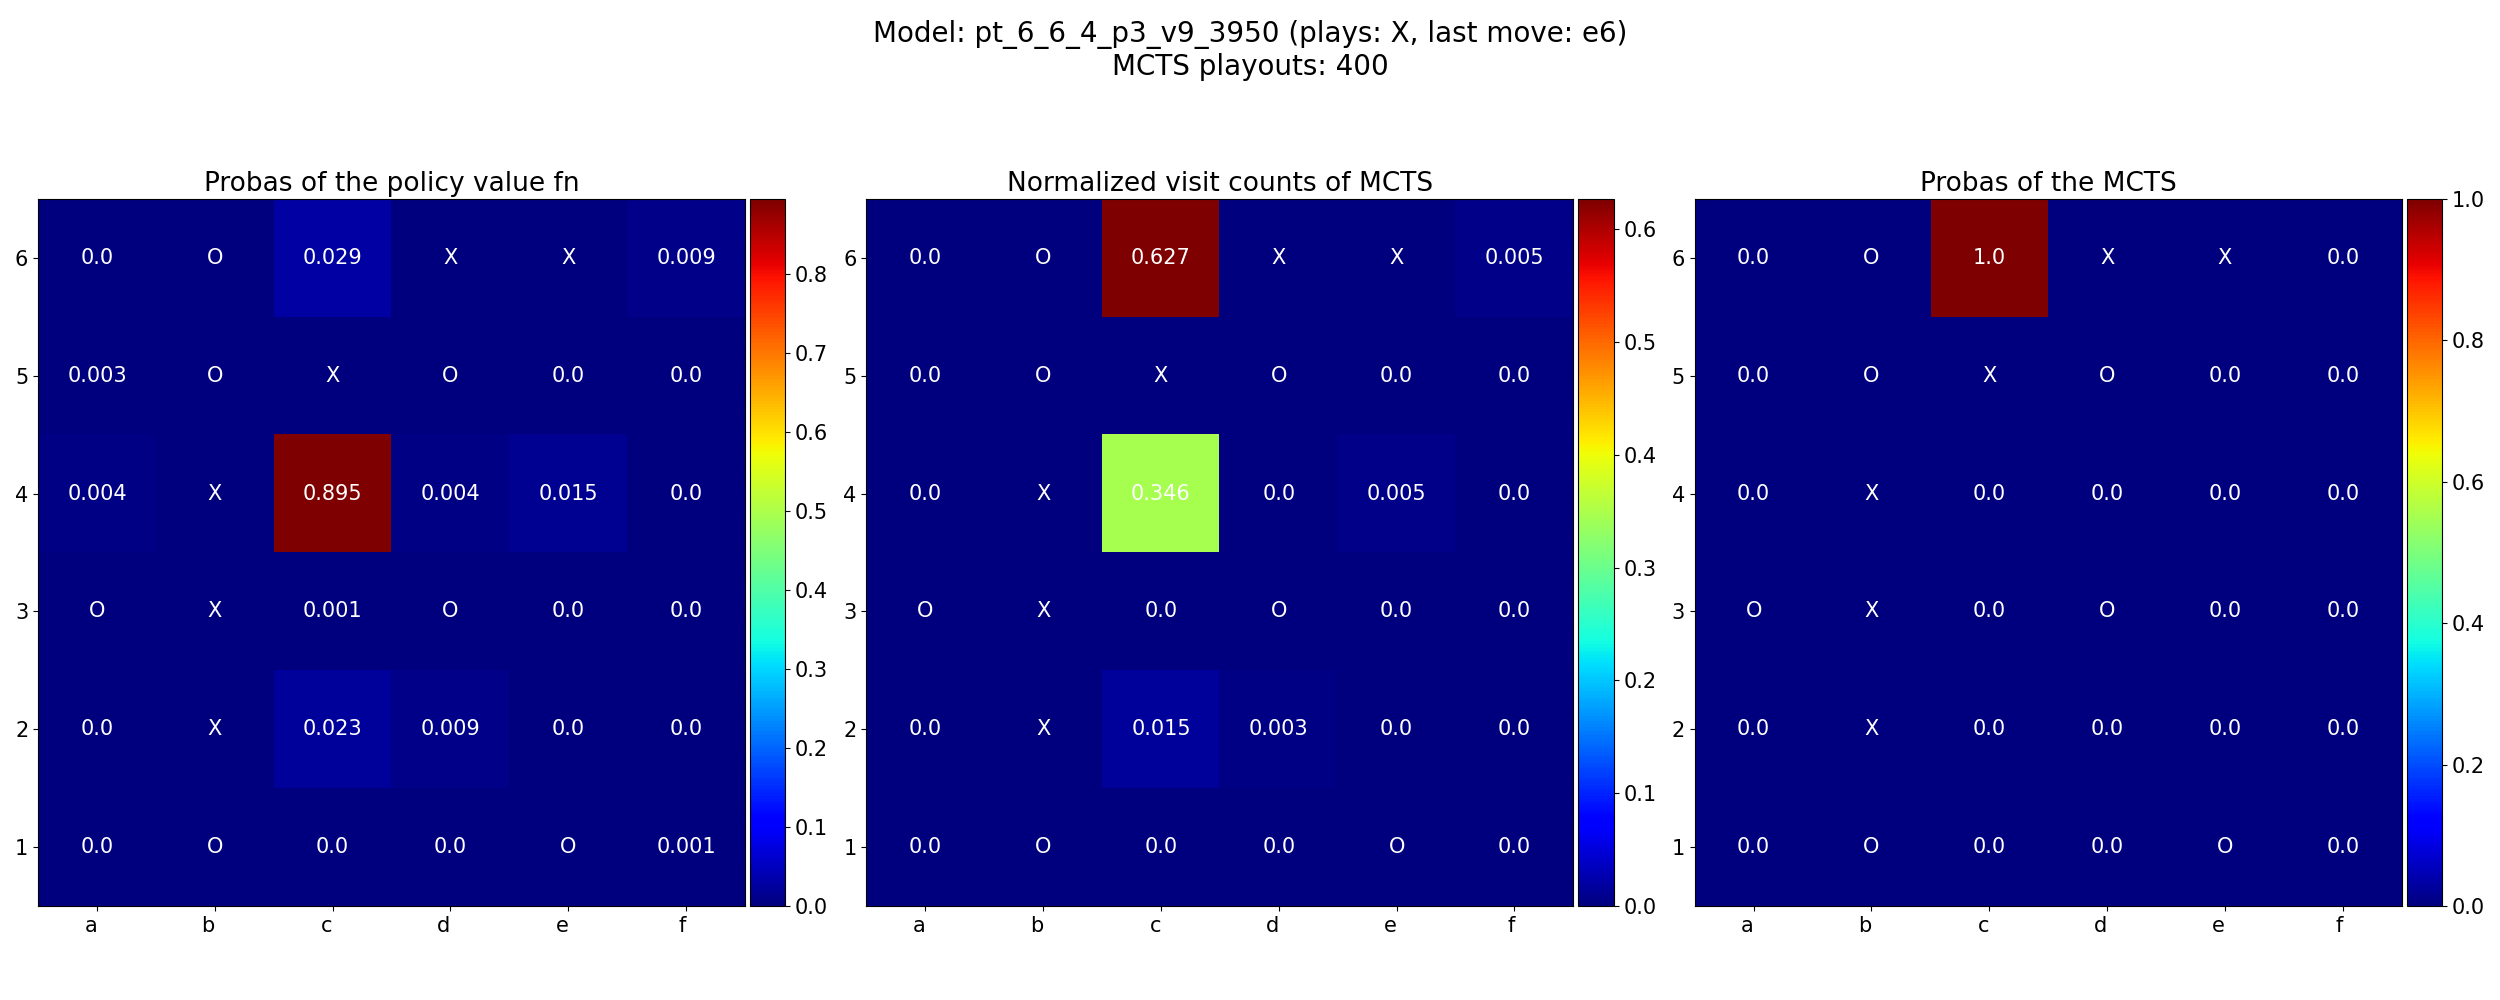 Model: pt_6_6_4_p3_v9_3950 (plays: X, last move: e6)
MCTS playouts: 400
Probas of the policy value fn
6 0.0 O 0.029 X X 0.009
5 0.003 O X O 0.0 0.0
4 0.004 X 0.895 0.004 0.015 0.0
3 O X 0.001 O 0.0 0.0
2 0.0 X 0.023 0.009 0.0 0.0
1 0.0 O 0.0 0.0 O 0.001
a b c d e f
0.8
0.7
0.6
0.5
0.4
0.3
0.2
0.1
0.0
Normalized visit counts of MCTS
6 0.0 O 0.627 X X 0.005
5 0.0 O X O 0.0 0.0
4 0.0 X 0.346 0.0 0.005 0.0
3 O X 0.0 O 0.0 0.0
2 0.0 X 0.015 0.003 0.0 0.0
1 0.0 O 0.0 0.0 O 0.0
a b c d e f
0.6
0.5
0.4
0.3
0.2
0.1
0.0
Probas of the MCTS
6 0.0 O 1.0 X X 0.0
5 0.0 O X O 0.0 0.0
4 0.0 X 0.0 0.0 0.0 0.0
3 O X 0.0 O 0.0 0.0
2 0.0 X 0.0 0.0 0.0 0.0
1 0.0 O 0.0 0.0 O 0.0
a b c d e f
1.0
0.8
0.6
0.4
0.2
0.0